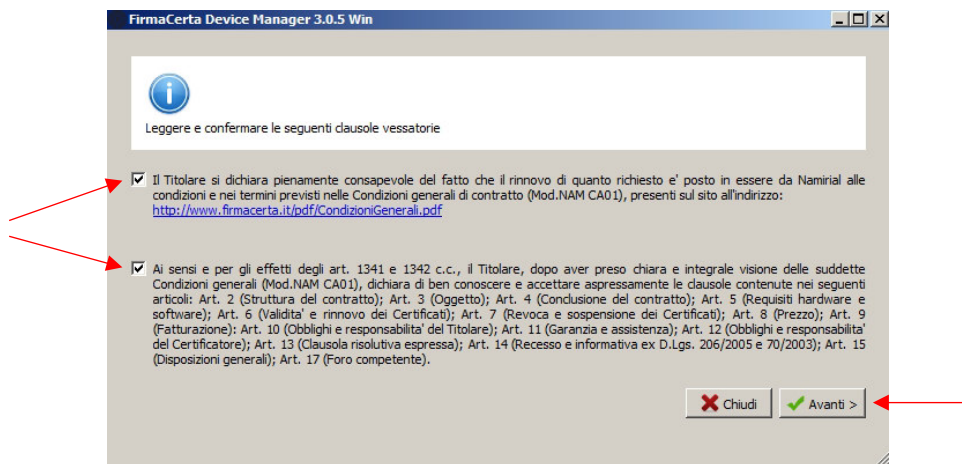 FirmaCerta Device Manager 3.0.5 Win
Leggere e confermare le seguenti clausole vessatorie
Il Titolare si dichiara pienamente consapevole del fatto che il rinnovo di quanto richiesto e' posto in essere da Namirial alle
condizioni e nei termini previsti nelle Condizioni generali di contratto (Mod.NAM CA01), presenti sul sito all'indirizzo:
http://www.firmacerta.it/pdf/CondizioniGenerali.pdf
Ai sensi e per gli effetti degli art. 1341 e 1342 c.c., il Titolare, dopo aver preso chiara e integrale visione delle suddette
Condizioni generali (Mod.NAM CA01), dichiara di ben conoscere e accettare aspressamente le clausole contenute nei seguenti
articoli: Art. 2 (Struttura del contratto); Art. 3 (Oggetto); Art. 4 (Conclusione del contratto); Art. 5 (Requisiti hardware e
software); Art. 6 (Validita' e rinnovo dei Certificati); Art. 7 (Revoca e sospensione dei Certificati); Art. 8 (Prezzo); Art. 9
(Fatturazione): Art. 10 (Obblighi e responsabilita' del Titolare); Art. 11 (Garanzia e assistenza); Art. 12 (Obblighi e responsabilita'
del Certificatore); Art. 13 (Clausola risolutiva espressa); Art. 14 (Recesso e informativa ex D.Lgs. 206/2005 e 70/2003); Art. 15
(Disposizioni generali); Art. 17 (Foro competente).
Chiudi
Avanti >